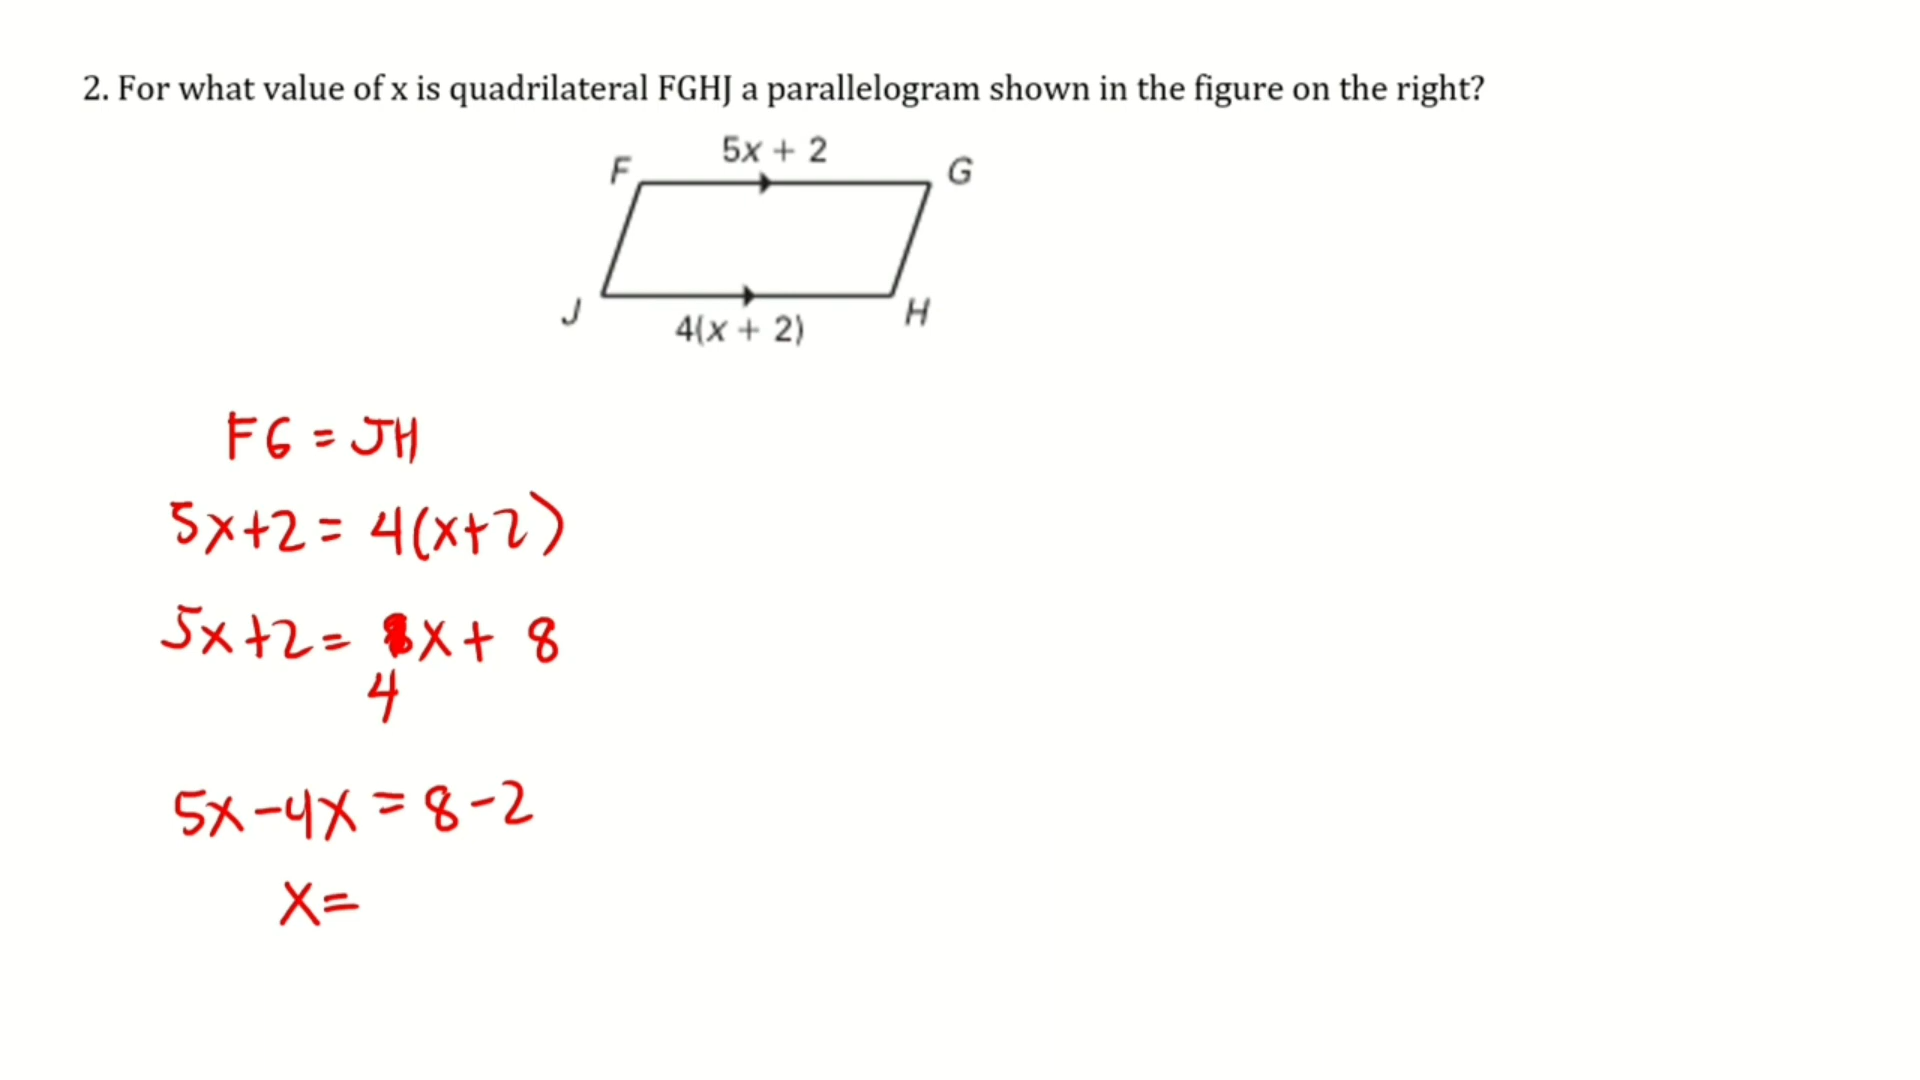 2. For what value of x is quadrilateral FGHJ a parallelogram shown in the figure on the right?
5x + 2
F
G
J
H
4(x + 2)
FG = JH
5x+2 = 4(x+2)
5x+2 = x + 8
4
5x-4x = 8-2
x=